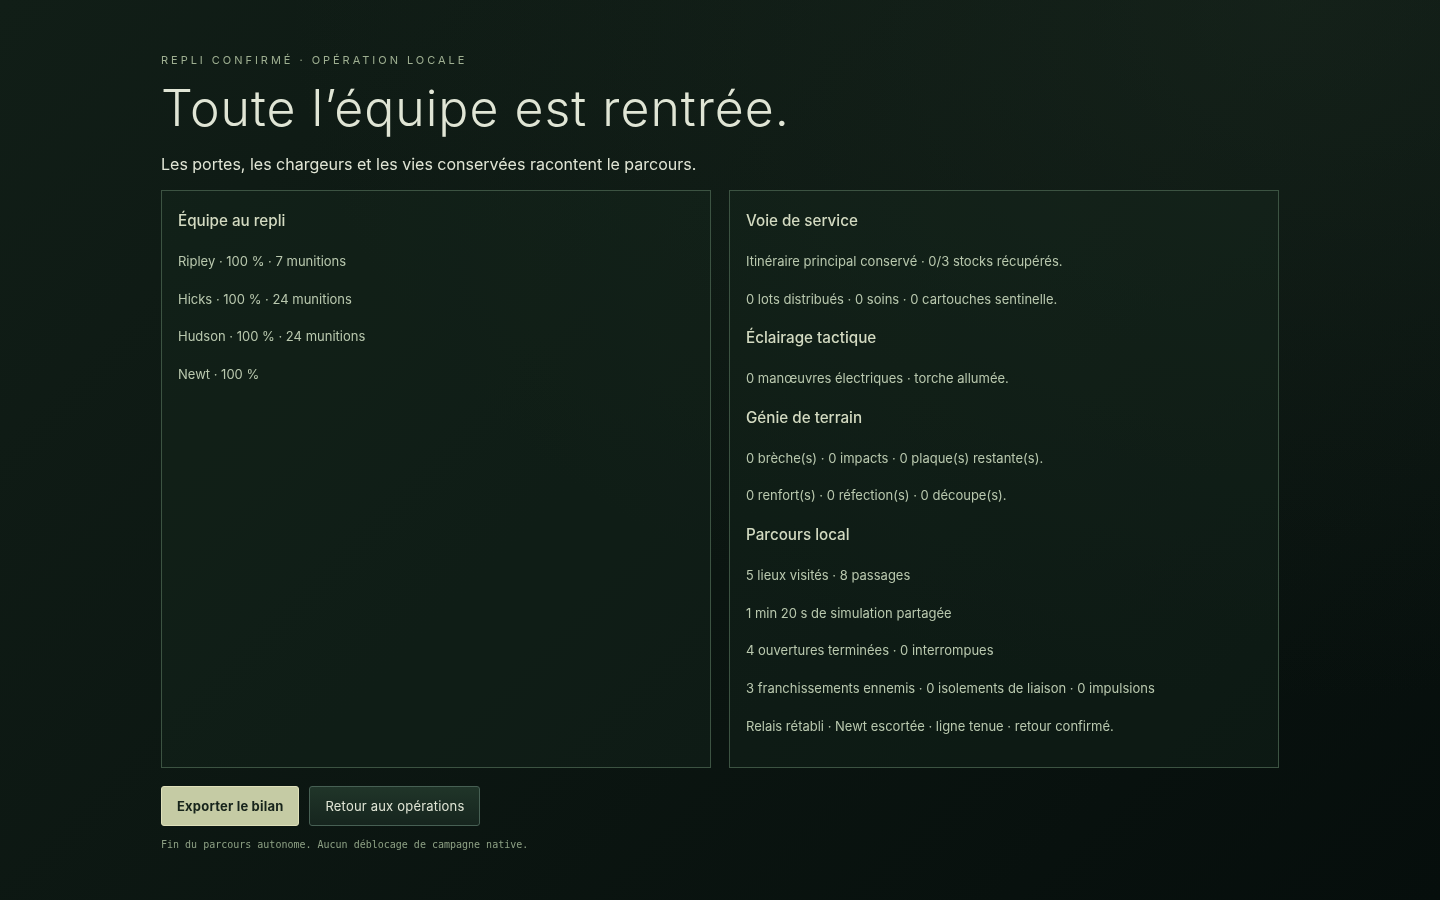 REPLI CONFIRMÉ · OPÉRATION LOCALE
Toute l’équipe est rentrée.
Les portes, les chargeurs et les vies conservées racontent le parcours.
Équipe au repli
Ripley · 100 % · 7 munitions
Hicks · 100 % · 24 munitions
Hudson · 100 % · 24 munitions
Newt · 100 %
Voie de service
Itinéraire principal conservé · 0/3 stocks récupérés.
0 lots distribués · 0 soins · 0 cartouches sentinelle.
Éclairage tactique
0 manœuvres électriques · torche allumée.
Génie de terrain
0 brèche(s) · 0 impacts · 0 plaque(s) restante(s).
0 renfort(s) · 0 réfection(s) · 0 découpe(s).
Parcours local
5 lieux visités · 8 passages
1 min 20 s de simulation partagée
4 ouvertures terminées · 0 interrompues
3 franchissements ennemis · 0 isolements de liaison · 0 impulsions
Relais rétabli · Newt escortée · ligne tenue · retour confirmé.
Exporter le bilan
Retour aux opérations
Fin du parcours autonome. Aucun déblocage de campagne native.